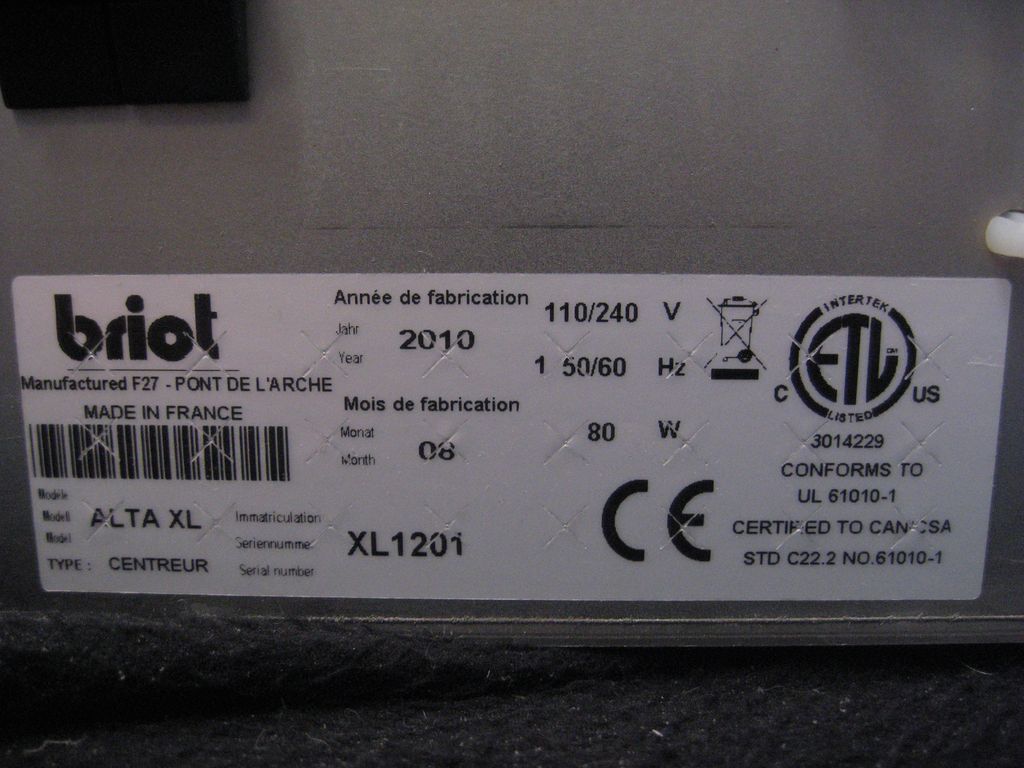 briot
Manufactured F27 - PONT DE L'ARCHE
MADE IN FRANCE
Modèle
Modell
Model
ALTA XL
TYPE : CENTREUR
Année de fabrication
Jahr
Year
2010
Mois de fabrication
Monat
Month
08
Immatriculation
Seriennumme
Serial number
XL1201
110/240 V
1 50/60 Hz
80 W
CE
INTERTEK
ETL CM
LISTED
C US
3014229
CONFORMS TO
UL 61010-1
CERTIFIED TO CAN/CSA
STD C22.2 NO.61010-1